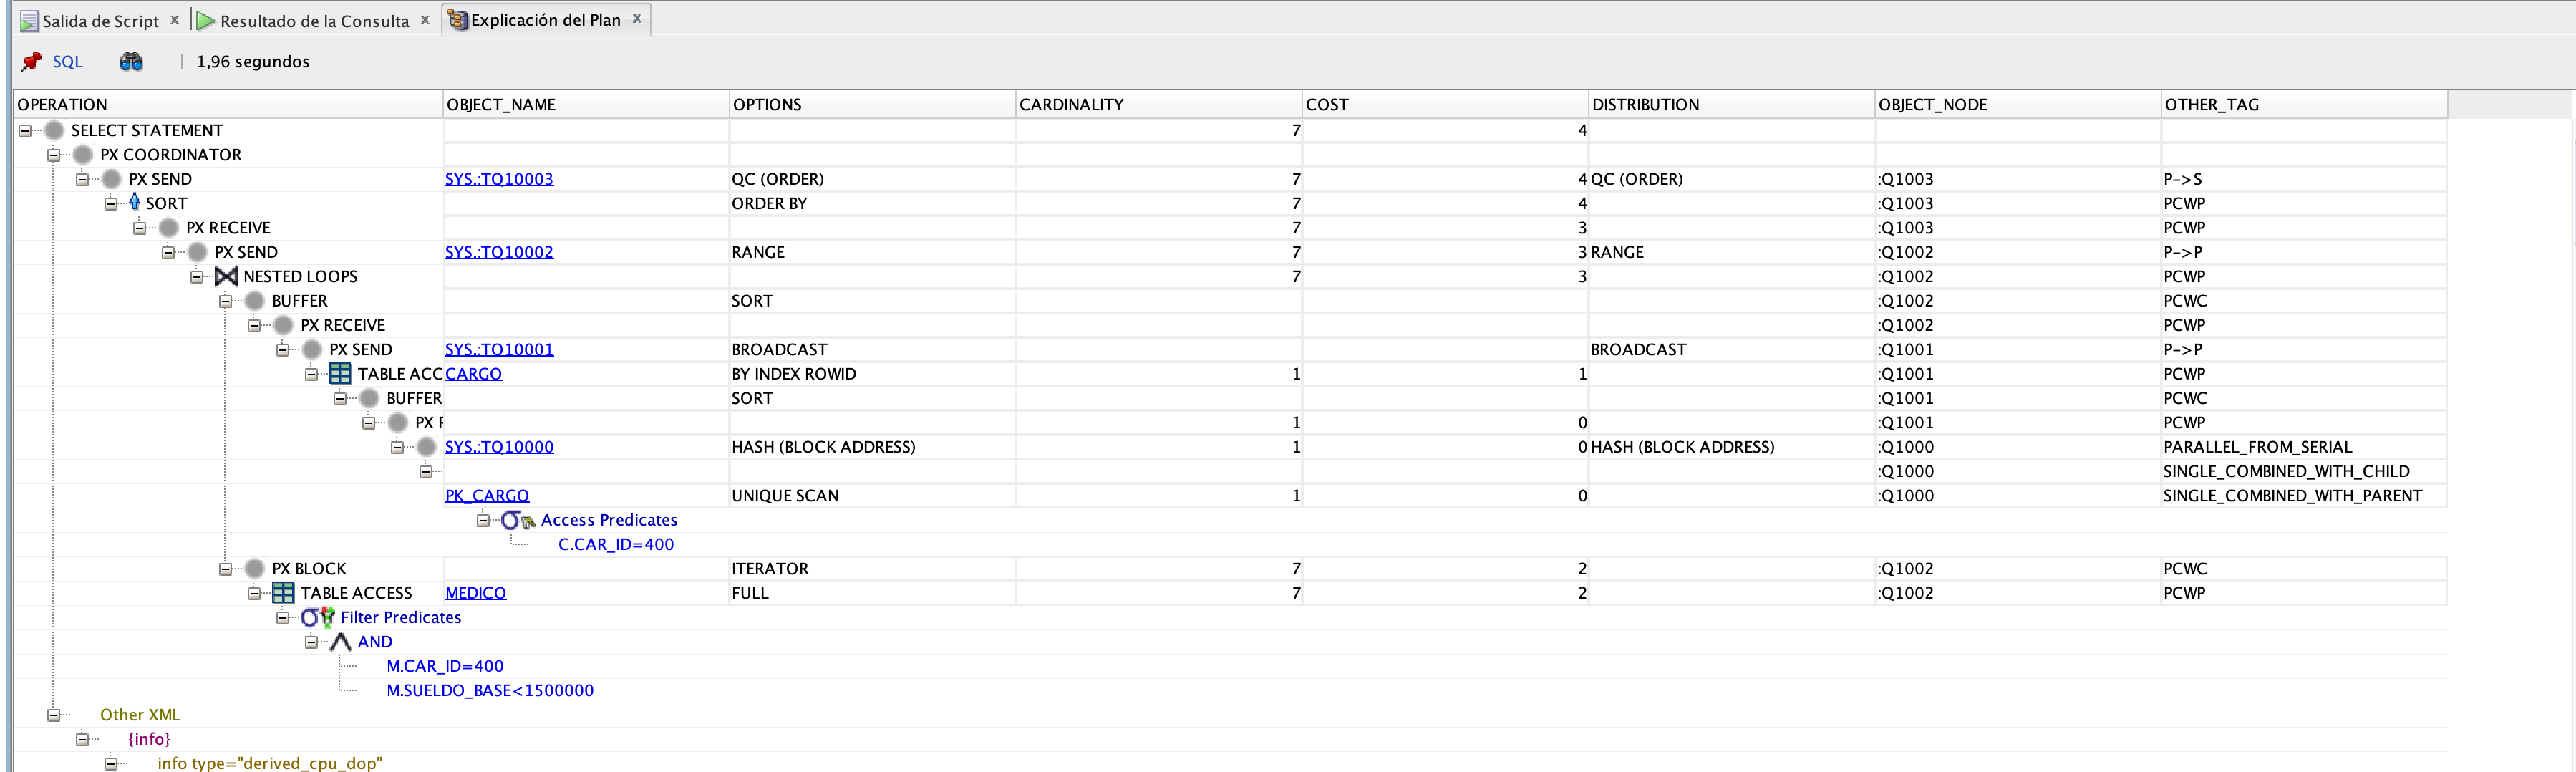 Salida de Script x Resultado de la Consulta x Explicación del Plan x
SQL 1,96 segundos
OPERATION OBJECT_NAME OPTIONS CARDINALITY COST DISTRIBUTION OBJECT_NODE OTHER_TAG
SELECT STATEMENT 7 4
PX COORDINATOR
PX SEND SYS.:TQ10003 QC (ORDER) 7 4 QC (ORDER) :Q1003 P->S
SORT ORDER BY 7 4 :Q1003 PCWP
PX RECEIVE 7 3 :Q1003 PCWP
PX SEND SYS.:TQ10002 RANGE 7 3 RANGE :Q1002 P->P
NESTED LOOPS 7 3 :Q1002 PCWP
BUFFER SORT :Q1002 PCWC
PX RECEIVE :Q1002 PCWP
PX SEND SYS.:TQ10001 BROADCAST BROADCAST :Q1001 P->P
TABLE ACC CARGO BY INDEX ROWID 1 1 :Q1001 PCWP
BUFFER SORT :Q1001 PCWC
PX 1 0 :Q1001 PCWP
SYS.:TQ10000 HASH (BLOCK ADDRESS) 1 0 HASH (BLOCK ADDRESS) :Q1000 PARALLEL_FROM_SERIAL
:Q1000 SINGLE_COMBINED_WITH_CHILD
PK_CARGO UNIQUE SCAN 1 0 :Q1000 SINGLE_COMBINED_WITH_PARENT
Access Predicates
C.CAR_ID=400
PX BLOCK ITERATOR 7 2 :Q1002 PCWC
TABLE ACCESS MEDICO FULL 7 2 :Q1002 PCWP
Filter Predicates
AND
M.CAR_ID=400
M.SUELDO_BASE<1500000
Other XML
{info}
info type="derived_cpu_dop"